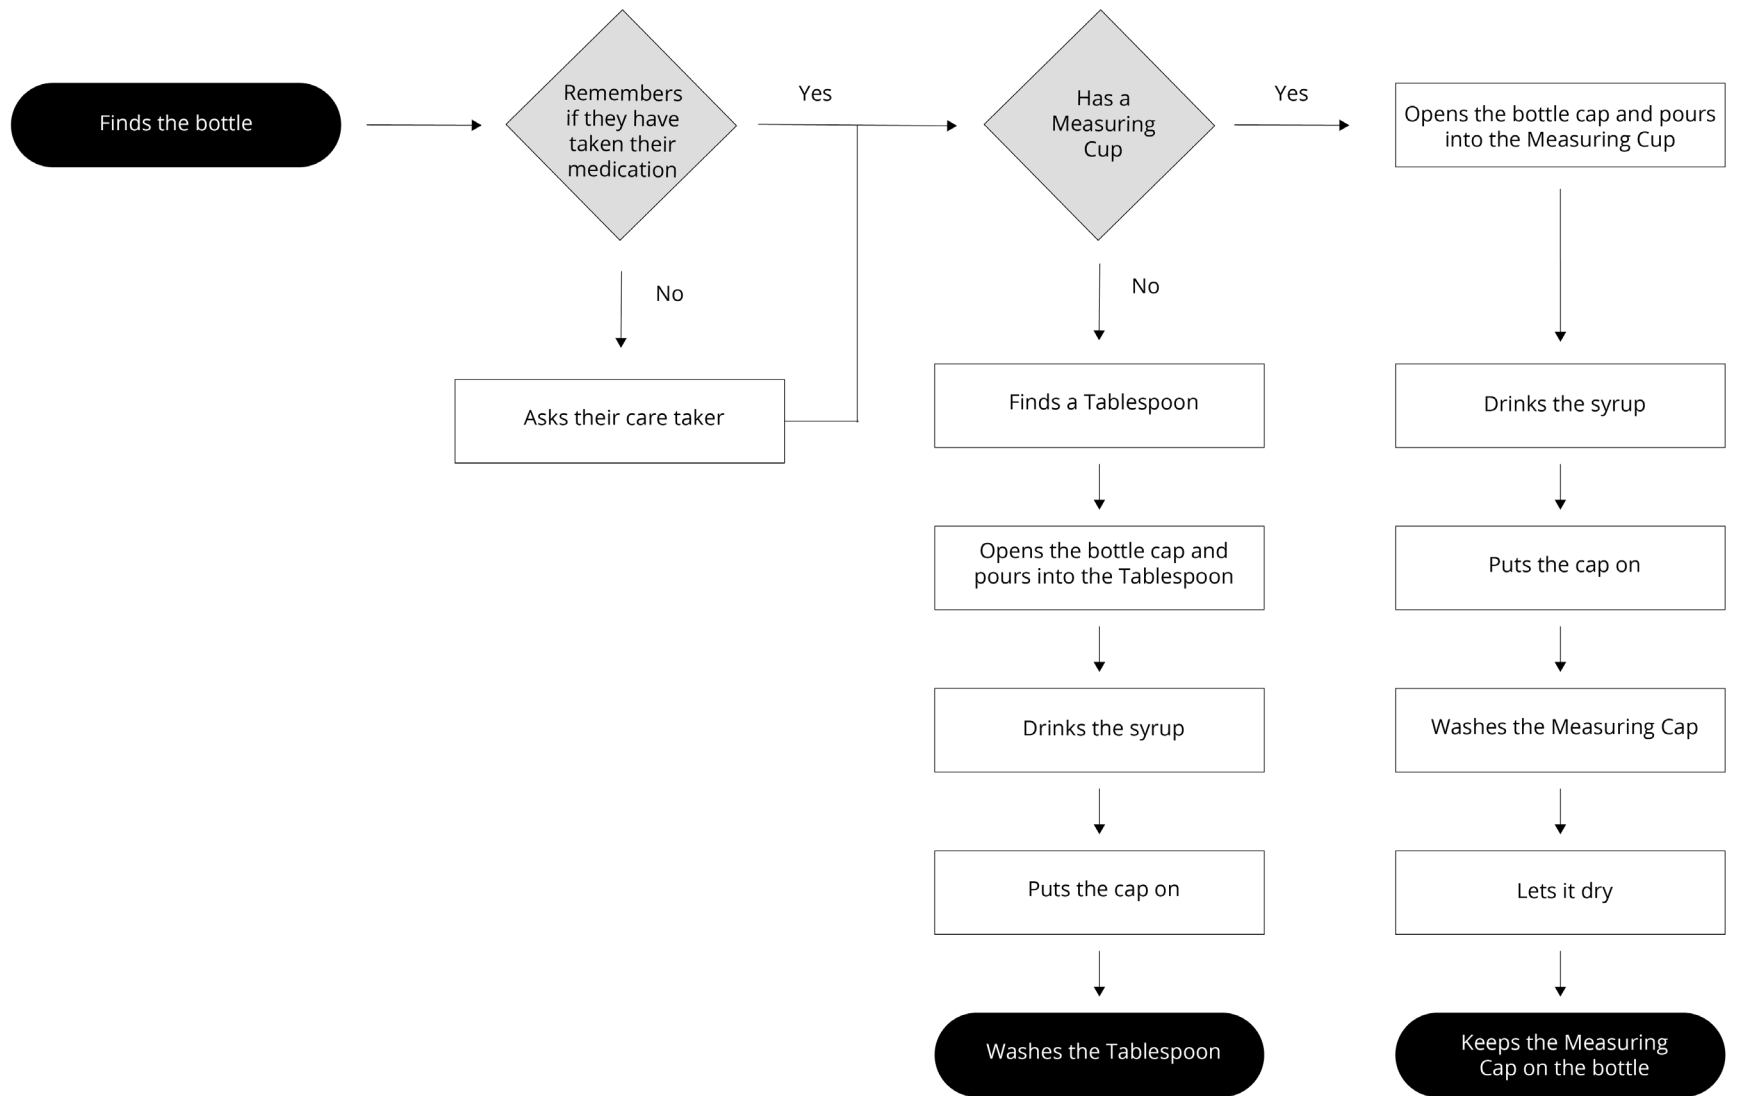 Finds the bottle
Remembers
if they have
taken their
medication
Yes
No
Asks their care taker
Has a
Measuring
Cup
Yes
No
Opens the bottle cap and pours
into the Measuring Cup
Finds a Tablespoon
Opens the bottle cap and
pours into the Tablespoon
Drinks the syrup
Puts the cap on
Washes the Tablespoon
Drinks the syrup
Puts the cap on
Washes the Measuring Cap
Lets it dry
Keeps the Measuring
Cap on the bottle